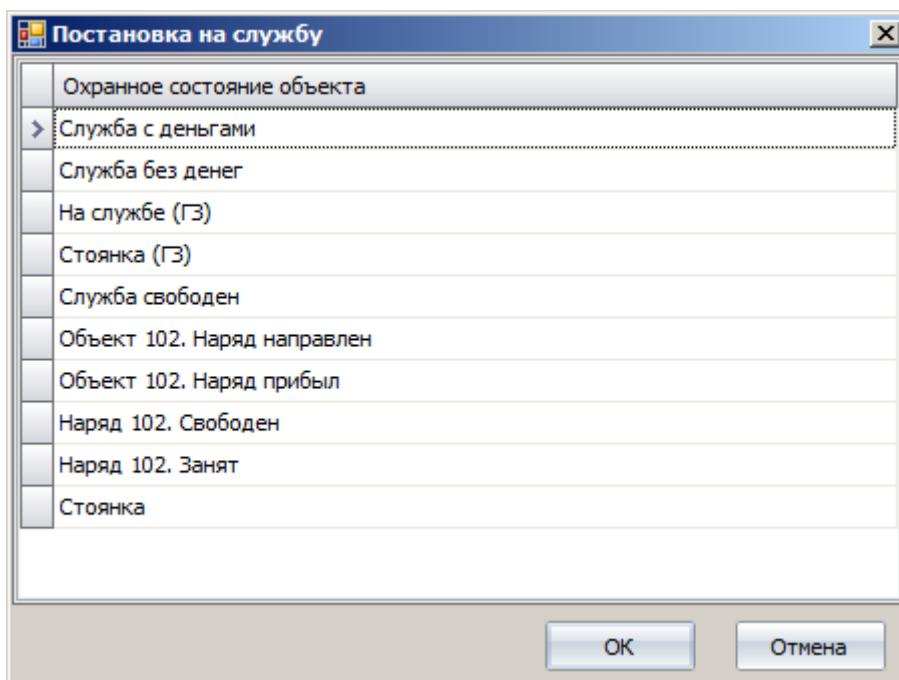 Постановка на службу
Охранное состояние объекта
Служба с деньгами
Служба без денег
На службе (ГЗ)
Стоянка (ГЗ)
Служба свободен
Объект 102. Наряд направлен
Объект 102. Наряд прибыл
Наряд 102. Свободен
Наряд 102. Занят
Стоянка
ОК Отмена